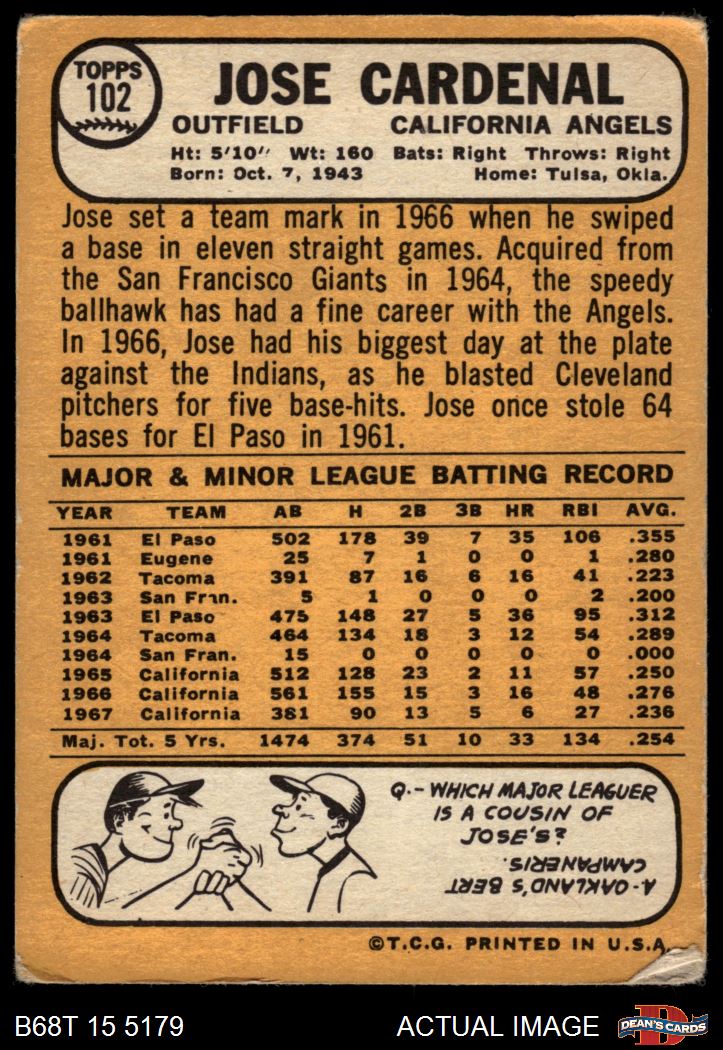 TOPPS
102
JOSE CARDENAL
OUTFIELD CALIFORNIA ANGELS
Ht: 5'10" Wt: 160 Bats: Right Throws: Right
Born: Oct. 7, 1943 Home: Tulsa, Okla.
Jose set a team mark in 1966 when he swiped
a base in eleven straight games. Acquired from
the San Francisco Giants in 1964, the speedy
ballhawk has had a fine career with the Angels.
In 1966, Jose had his biggest day at the plate
against the Indians, as he blasted Cleveland
pitchers for five base-hits. Jose once stole 64
bases for El Paso in 1961.
MAJOR & MINOR LEAGUE BATTING RECORD
YEAR TEAM AB H 2B 3B HR RBI AVG.
1961 El Paso 502 178 39 7 35 106 .355
1961 Eugene 25 7 1 0 0 1 .280
1962 Tacoma 391 87 16 6 16 41 .223
1963 San Fran. 5 1 0 0 0 2 .200
1963 El Paso 475 148 27 5 36 95 .312
1964 Tacoma 464 134 18 3 12 54 .289
1964 San Fran. 15 0 0 0 0 0 .000
1965 California 512 128 23 2 11 57 .250
1966 California 561 155 15 3 16 48 .276
1967 California 381 90 13 5 6 27 .236
Maj. Tot. 5 Yrs. 1474 374 51 10 33 134 .254
Q.- WHICH MAJOR LEAGUER
IS A COUSIN OF
JOSE'S?
A- OAKLAND'S BERT
CAMPANERIS.
©T.C.G. PRINTED IN U.S.A.
B68T 15 5179 ACTUAL IMAGE
D
DEAN'S CARDS